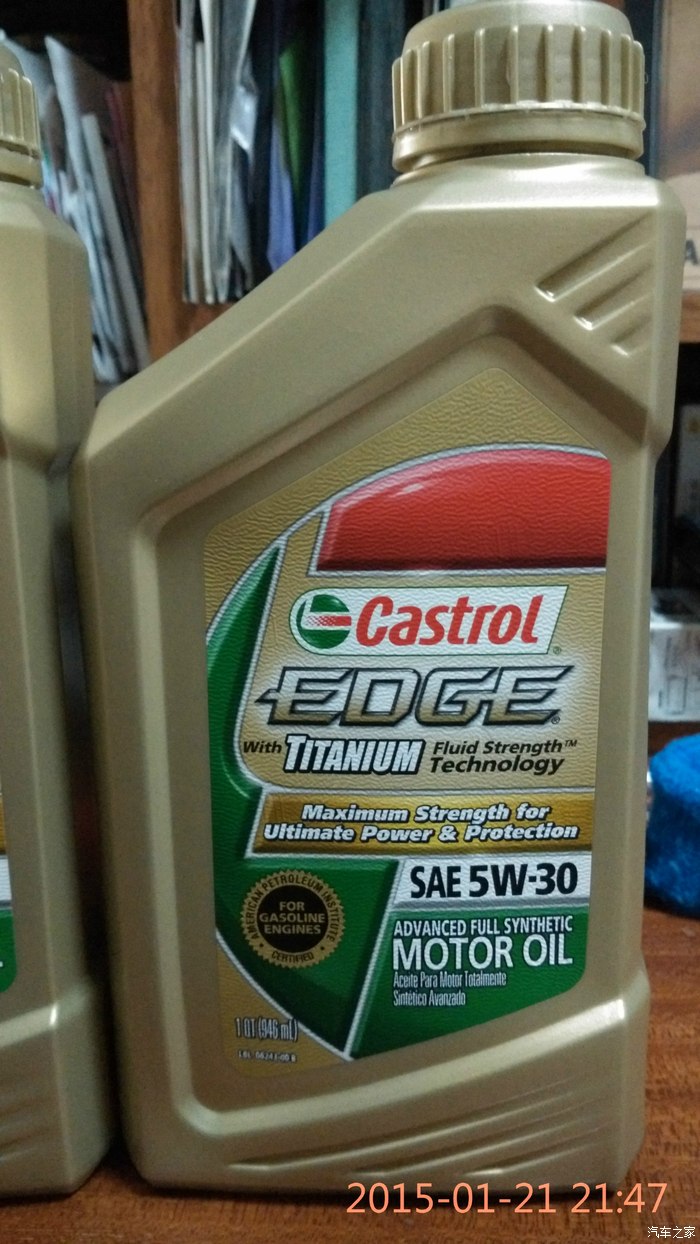 Castrol
EDGE
With TITANIUM Fluid Strength™
Technology
Maximum Strength for
Ultimate Power & Protection
SAE 5W-30
AMERICAN PETROLEUM INSTITUTE
FOR
GASOLINE
ENGINES
CERTIFIED
ADVANCED FULL SYNTHETIC
MOTOR OIL
Aceite Para Motor Totalmente
Sintético Avanzado
1 QT (946 mL)
2015-01-21 21:47
汽车之家